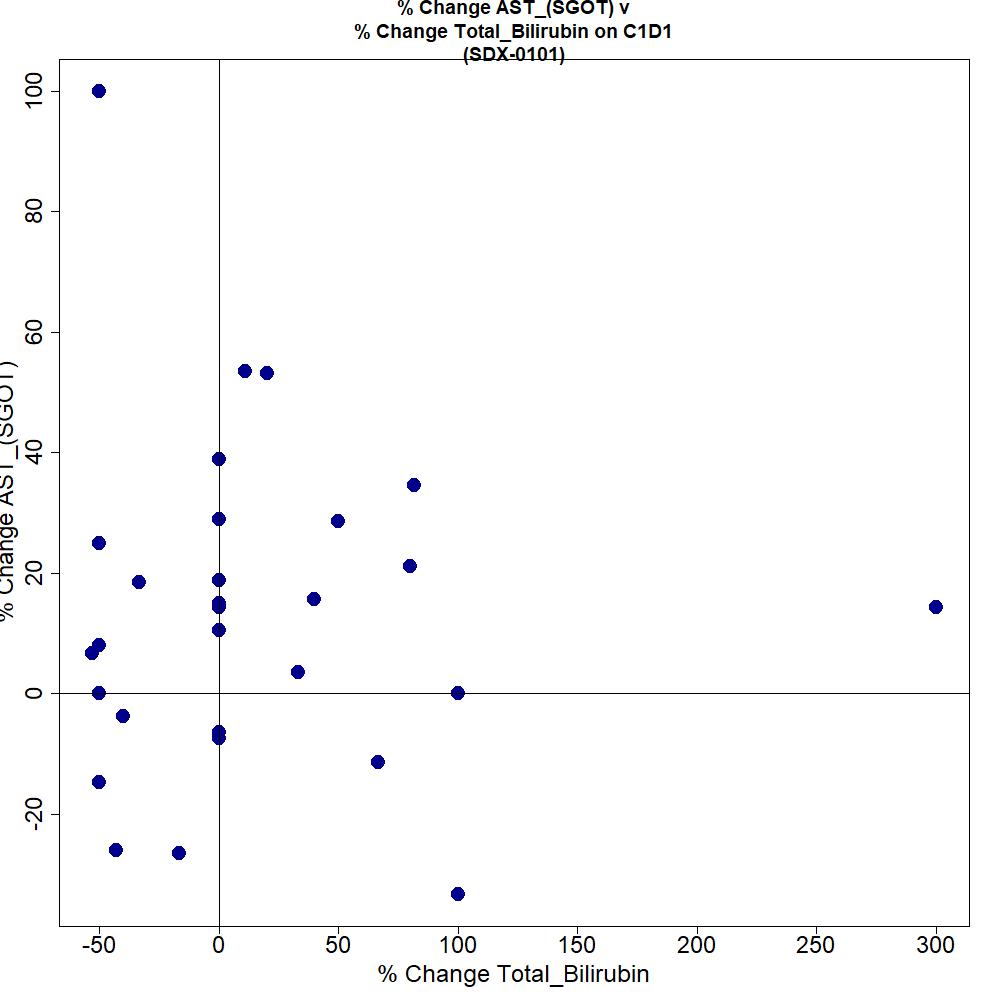 % Change AST_(SGOT) v
% Change Total_Bilirubin on C1D1
(SDX-0101)
% Change AST_(SGOT)
100
80
60
40
20
0
-20
-50 0 50 100 150 200 250 300
% Change Total_Bilirubin